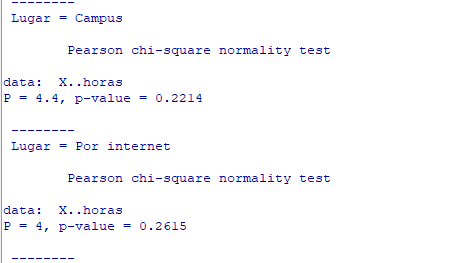 --------
Lugar = Campus
Pearson chi-square normality test
data: X..horas
P = 4.4, p-value = 0.2214
--------
Lugar = Por internet
Pearson chi-square normality test
data: X..horas
P = 4, p-value = 0.2615
--------